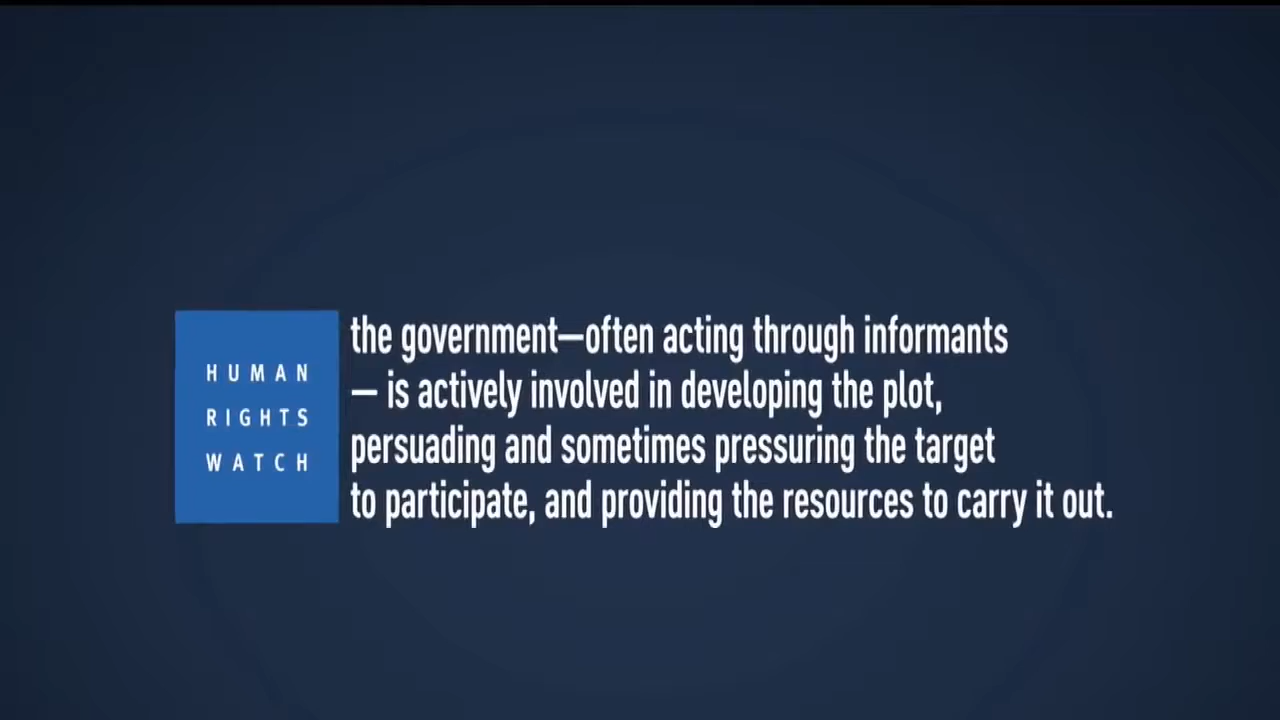 HUMAN
RIGHTS
WATCH
the government—often acting through informants
— is actively involved in developing the plot,
persuading and sometimes pressuring the target
to participate, and providing the resources to carry it out.